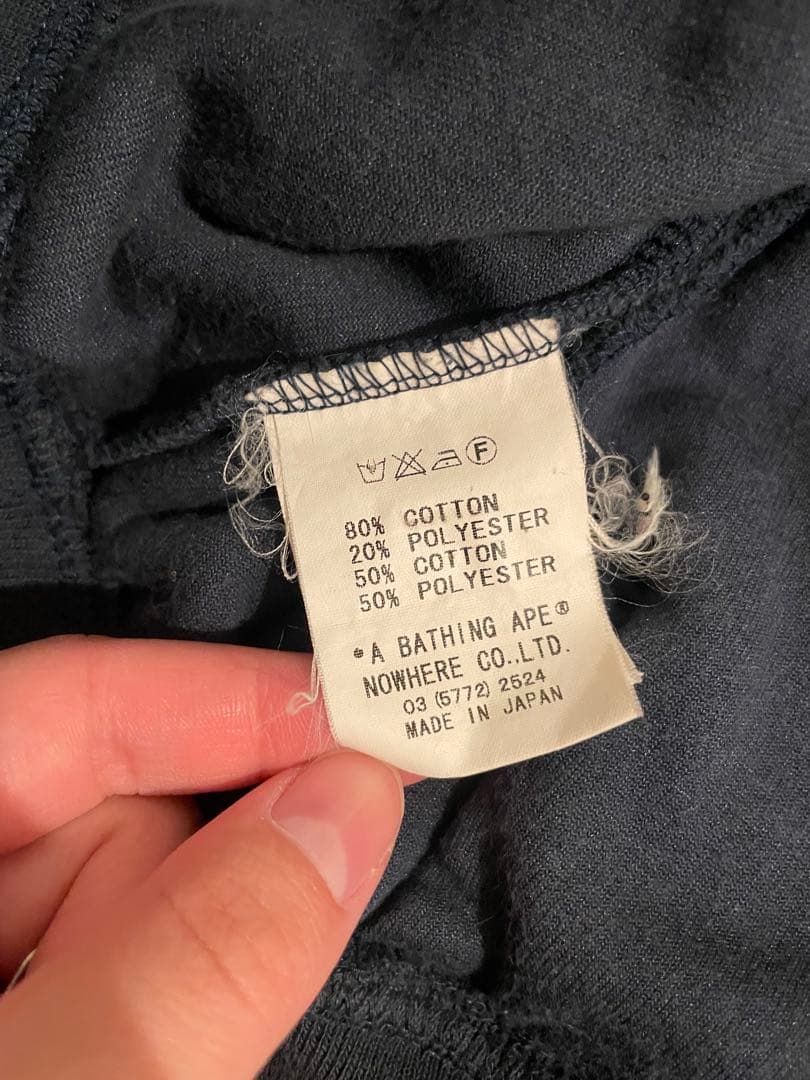 F
80% COTTON
20% POLYESTER
50% COTTON
50% POLYESTER
A BATHING APE®
NOWHERE CO.,LTD.
03 (5772) 2524
MADE IN JAPAN